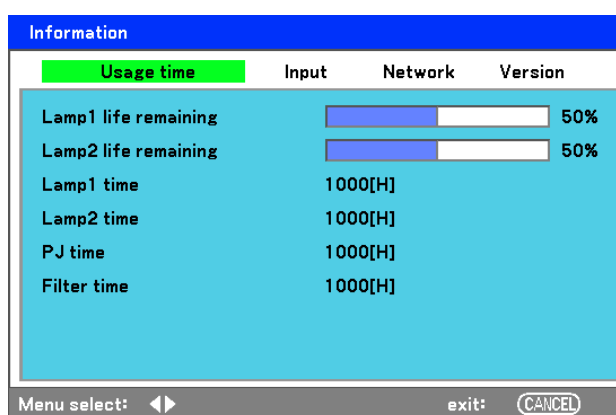 Information
Usage time Input Network Version
Lamp1 life remaining 50%
Lamp2 life remaining 50%
Lamp1 time 1000[H]
Lamp2 time 1000[H]
PJ time 1000[H]
Filter time 1000[H]
Menu select: ◀▶ exit: CANCEL